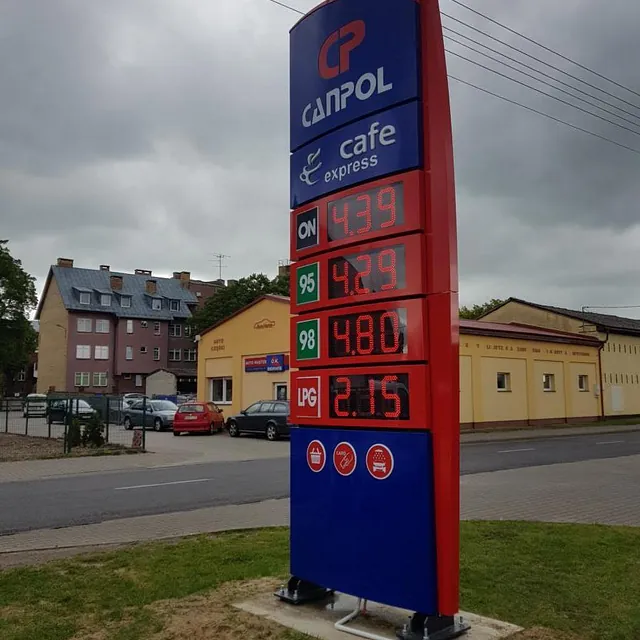 CP
CANPOL
cafe
express
ON 4.39
95 4.29
98 4.80
LPG 2.15